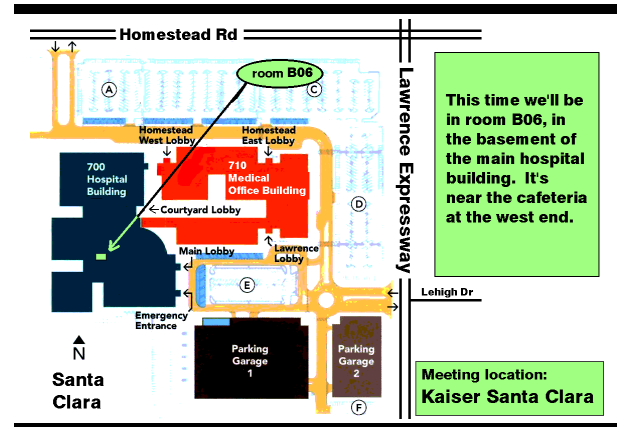 Homestead Rd
room B06
A
C
Homestead
West Lobby
Homestead
East Lobby
Lawrence Expressway
This time we'll be
in room B06, in
the basement of
the main hospital
building. It's
near the cafeteria
at the west end.
700
Hospital
Building
710
Medical
Office Building
Courtyard Lobby
D
Main Lobby
Lawrence
Lobby
E
Lehigh Dr
Emergency
Entrance
N
Parking
Garage
1
Parking
Garage
2
Santa
Clara
F
Meeting location:
Kaiser Santa Clara